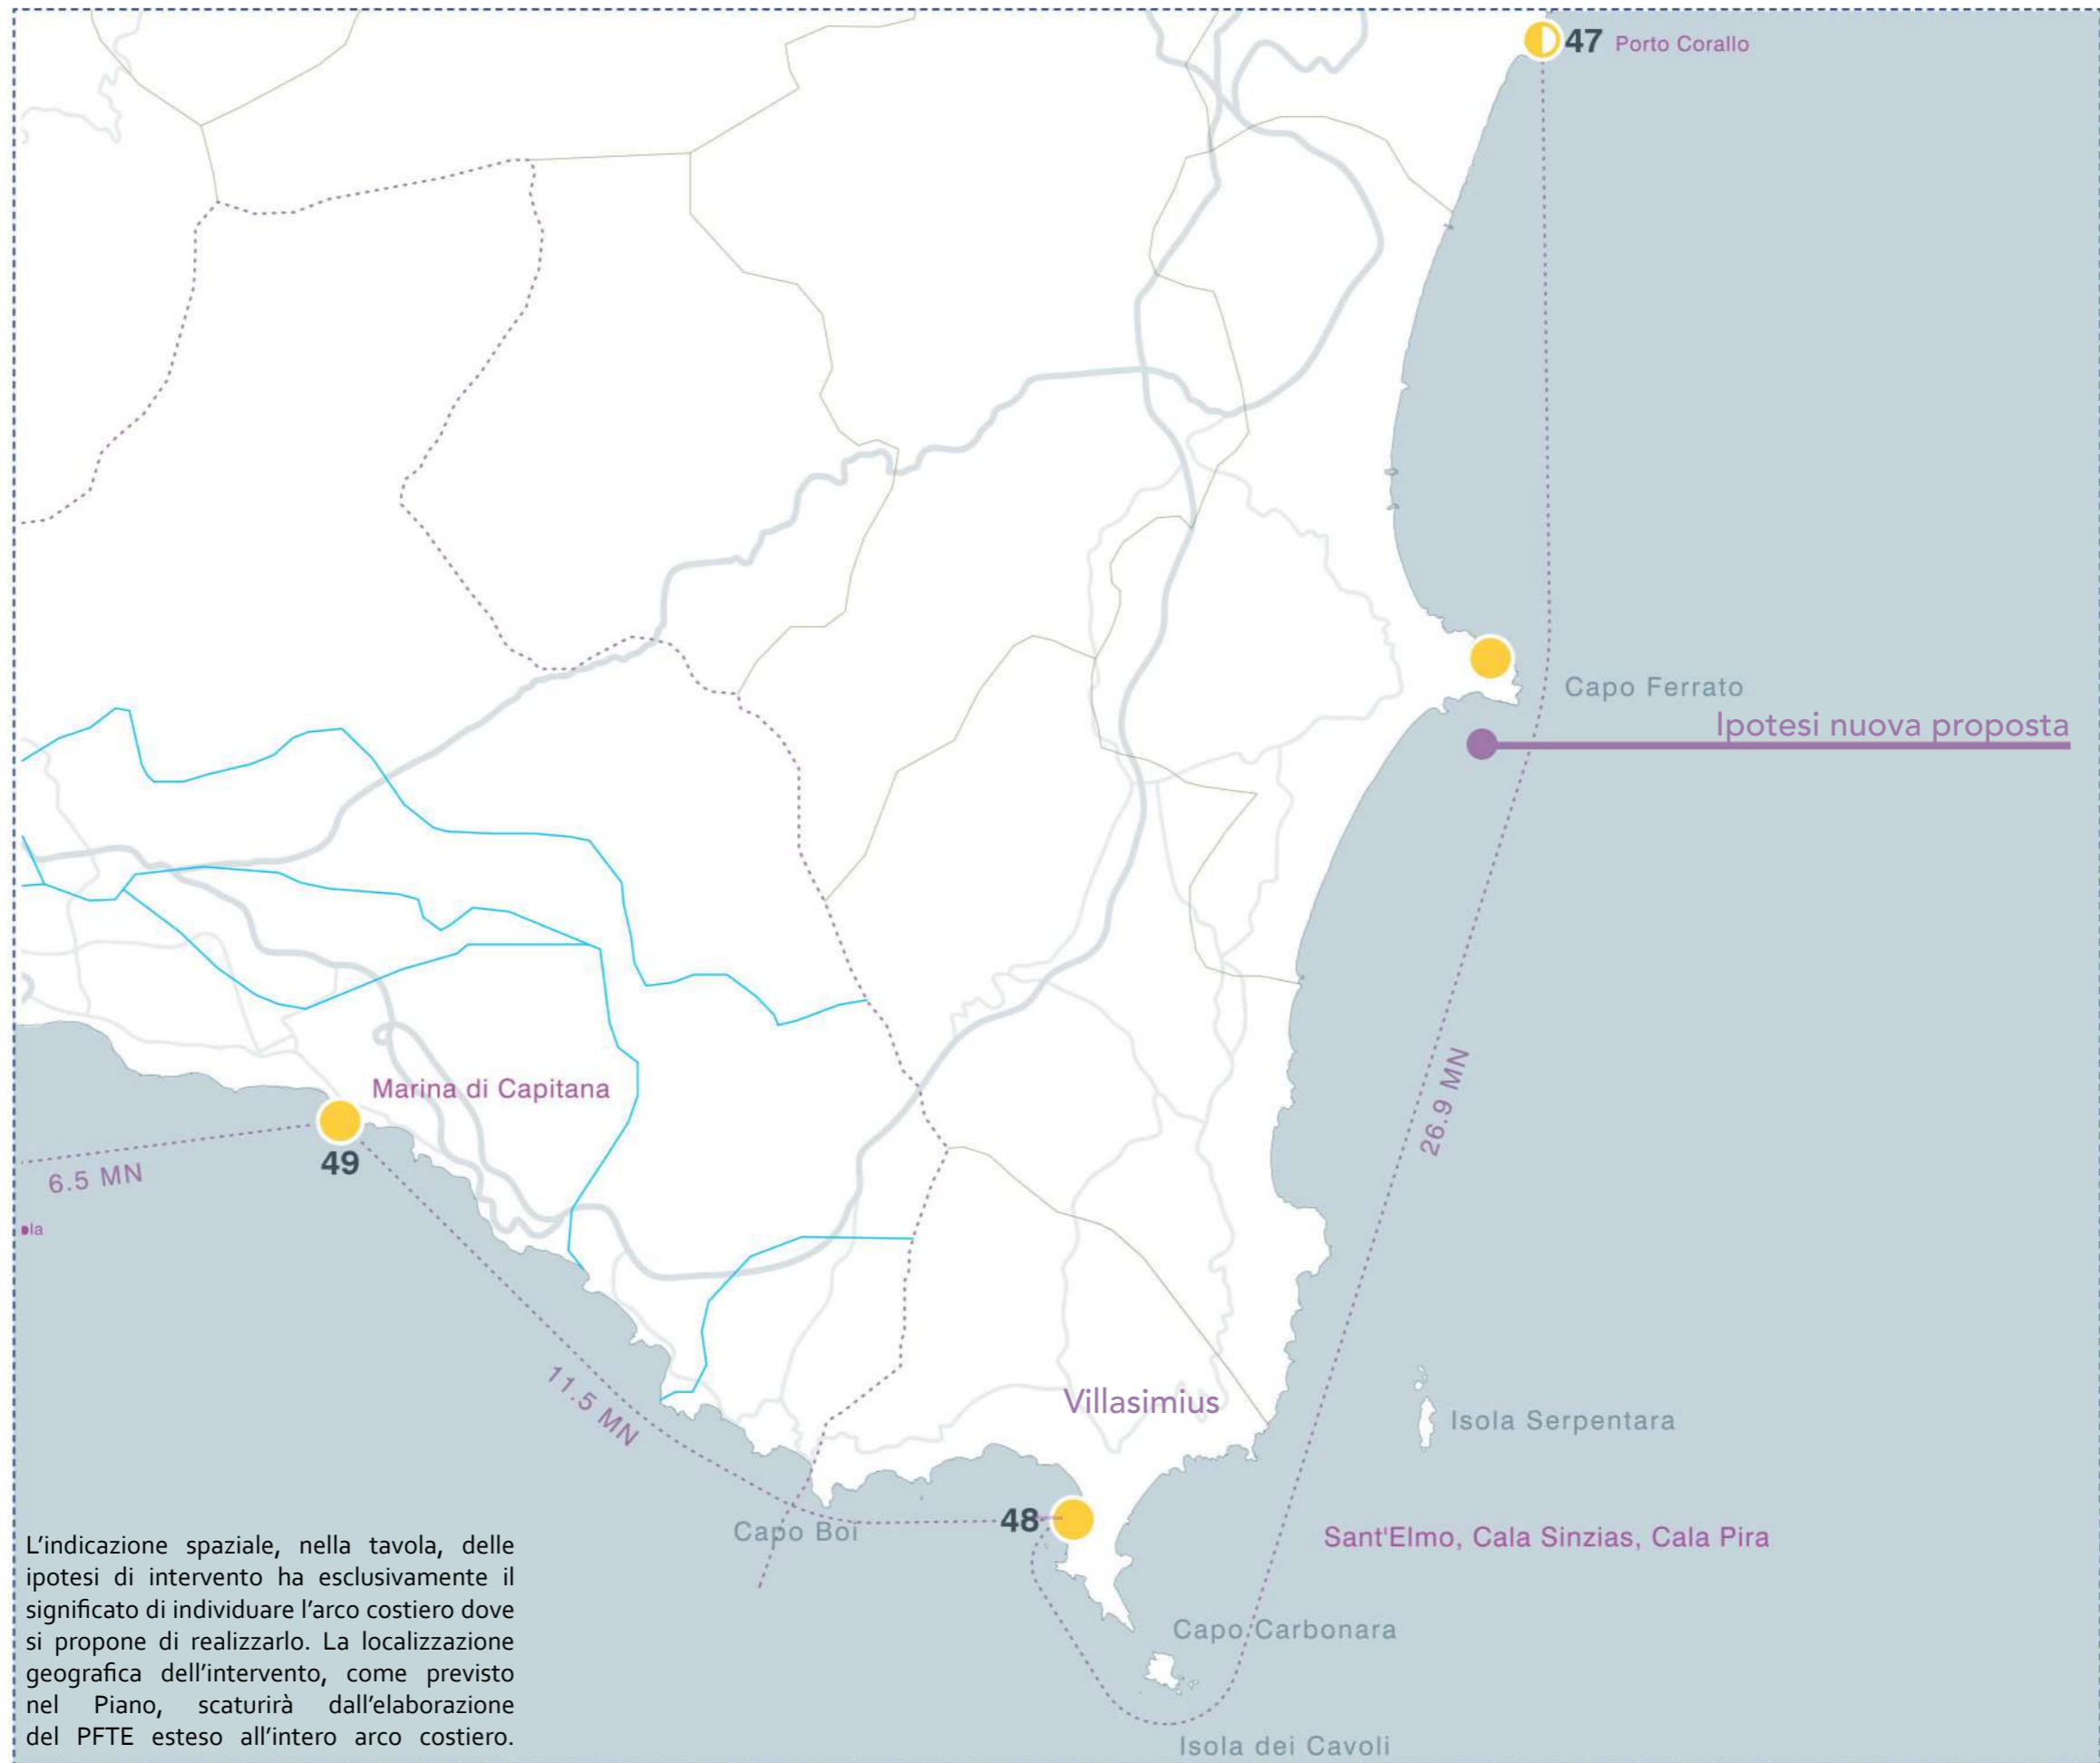 47 Porto Corallo
Capo Ferrato
Ipotesi nuova proposta
26.9 MN
Marina di Capitana
49
6.5 MN
11.5 MN
Villasimius
Isola Serpentara
48
Capo Boi
Sant'Elmo, Cala Sinzias, Cala Pira
Capo Carbonara
Isola dei Cavoli
L'indicazione spaziale, nella tavola, delle
ipotesi di intervento ha esclusivamente il
significato di individuare l'arco costiero dove
si propone di realizzarlo. La localizzazione
geografica dell'intervento, come previsto
nel Piano, scaturirà dall'elaborazione
del PFTE esteso all'intero arco costiero.